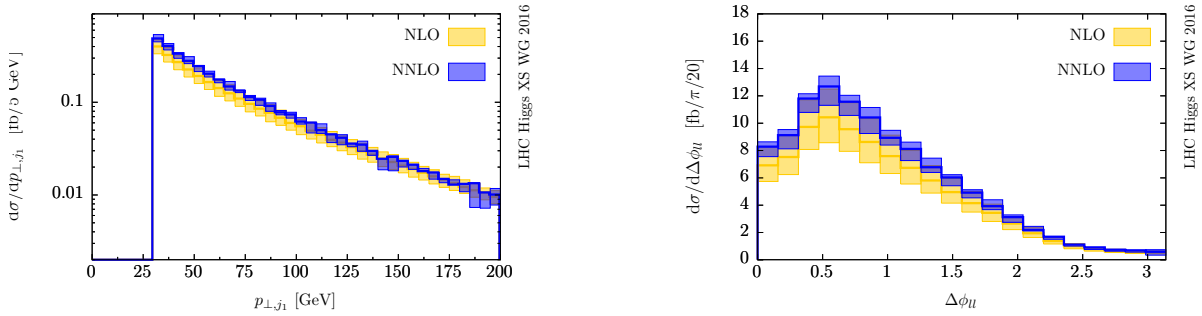 dσ/dp⊥,j1 [fb/5 GeV]
0.1
0.01
NLO
NNLO
0 25 50 75 100 125 150 175 200
p⊥,j1 [GeV]
LHC Higgs XS WG 2016
dσ/dΔϕll [fb/π/20]
18
16
14
12
10
8
6
4
2
0
NLO
NNLO
0 0.5 1 1.5 2 2.5 3
Δϕll
LHC Higgs XS WG 2016